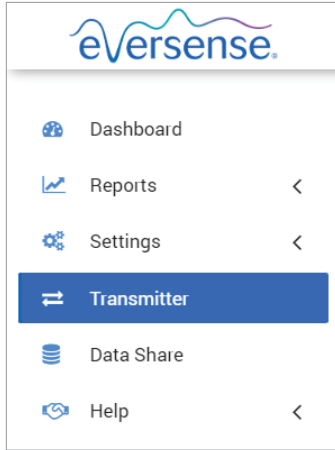 eversense.
Dashboard
Reports
Settings
Transmitter
Data Share
Help